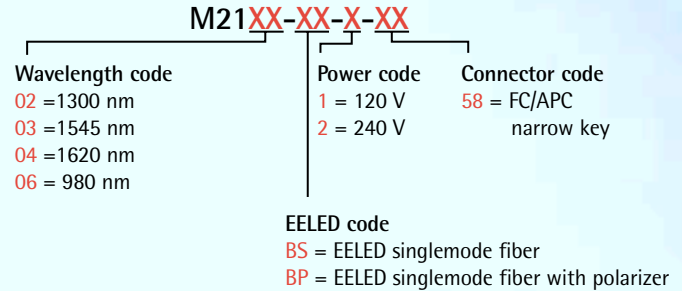 M21XX-XX-X-XX
Wavelength code
02 =1300 nm
03 =1545 nm
04 =1620 nm
06 = 980 nm
Power code
1 = 120 V
2 = 240 V
Connector code
58 = FC/APC
narrow key
EELED code
BS = EELED singlemode fiber
BP = EELED singlemode fiber with polarizer